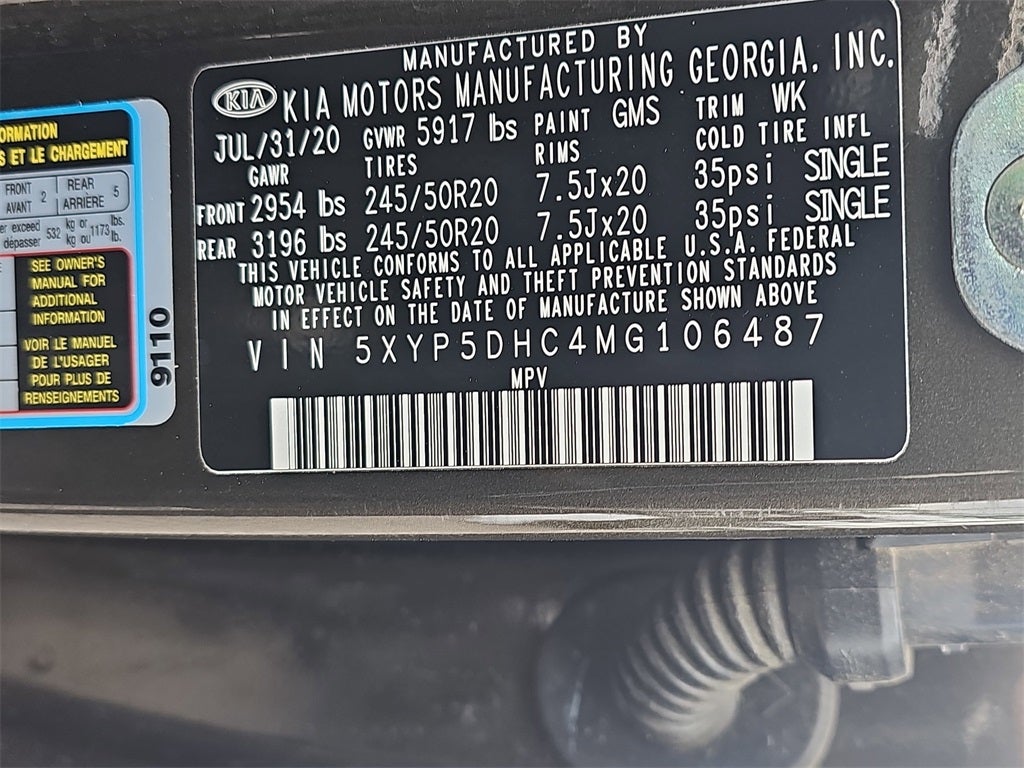 MANUFACTURED BY
KIA KIA MOTORS MANUFACTURING GEORGIA, INC.
JUL/31/20 GVWR 5917 lbs PAINT GMS TRIM WK
GAWR TIRES RIMS COLD TIRE INFL
FRONT 2954 lbs 245/50R20 7.5Jx20 35psi SINGLE
REAR 3196 lbs 245/50R20 7.5Jx20 35psi SINGLE
THIS VEHICLE CONFORMS TO ALL APPLICABLE U.S.A. FEDERAL
MOTOR VEHICLE SAFETY AND THEFT PREVENTION STANDARDS
IN EFFECT ON THE DATE OF MANUFACTURE SHOWN ABOVE
VIN 5XYP5DHC4MG106487
MPV
ET LE CHARGEMENT
FRONT 2 REAR 5
AVANT ARRIÈRE
exceed 532 kg or 1173 lbs.
dépasser kg ou lb.
SEE OWNER'S
MANUAL FOR
ADDITIONAL
INFORMATION
VOIR LE MANUEL
DE L'USAGER
POUR PLUS DE
RENSEIGNEMENTS
9110